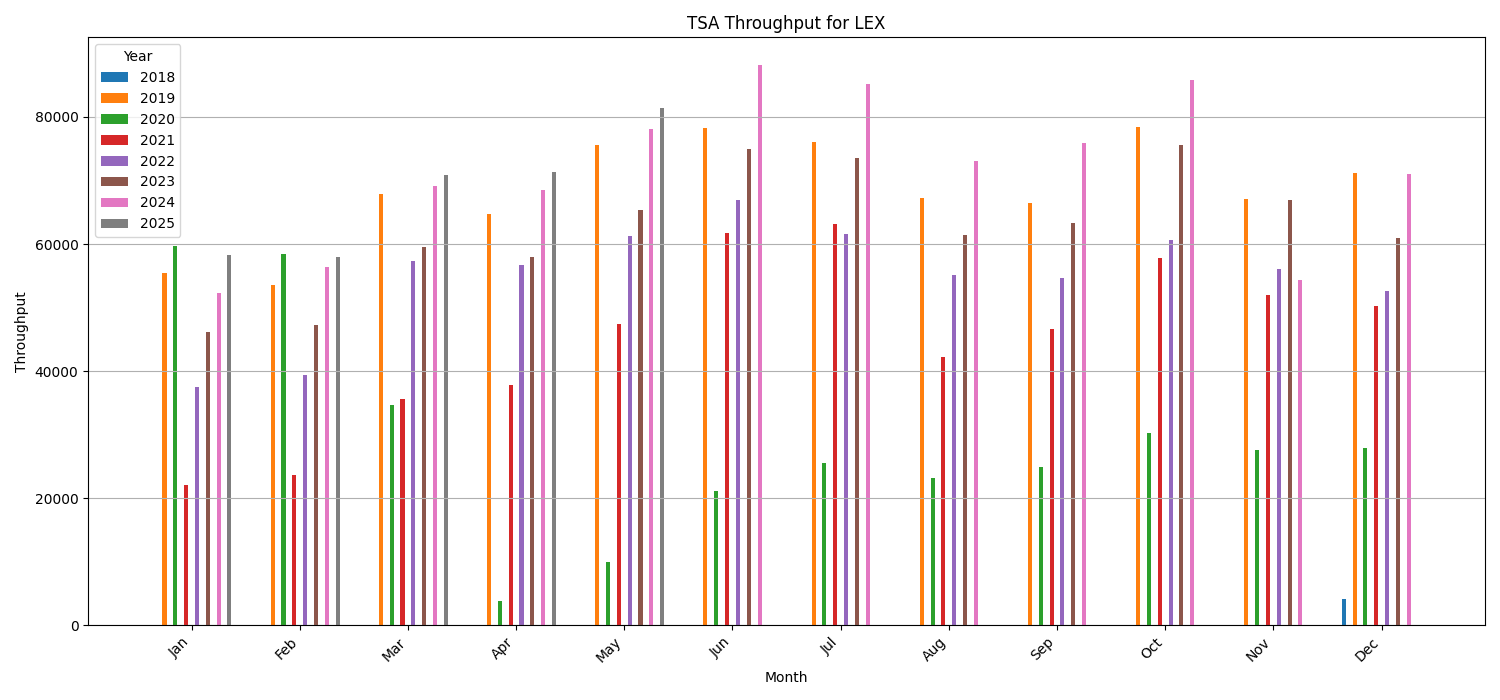 TSA Throughput for LEX
Year
2018
2019
2020
2021
2022
2023
2024
2025
Throughput
80000
60000
40000
20000
0
Jan
Feb
Mar
Apr
May
Jun
Jul
Aug
Sep
Oct
Nov
Dec
Month